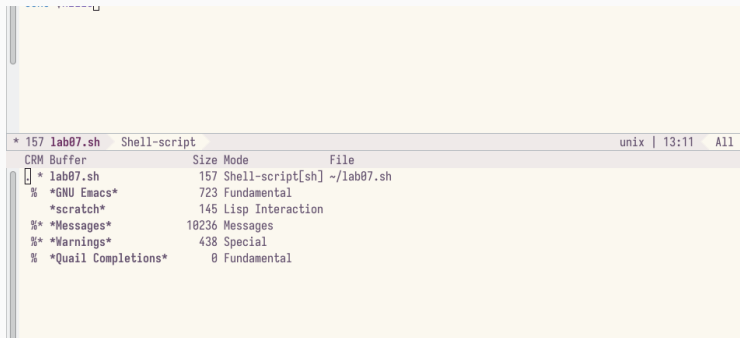 * 157 lab07.sh Shell-script unix | 13:11 All
CRM Buffer Size Mode File
. * lab07.sh 157 Shell-script[sh] ~/lab07.sh
% *GNU Emacs* 723 Fundamental
*scratch* 145 Lisp Interaction
%* *Messages* 10236 Messages
%* *Warnings* 438 Special
% *Quail Completions* 0 Fundamental